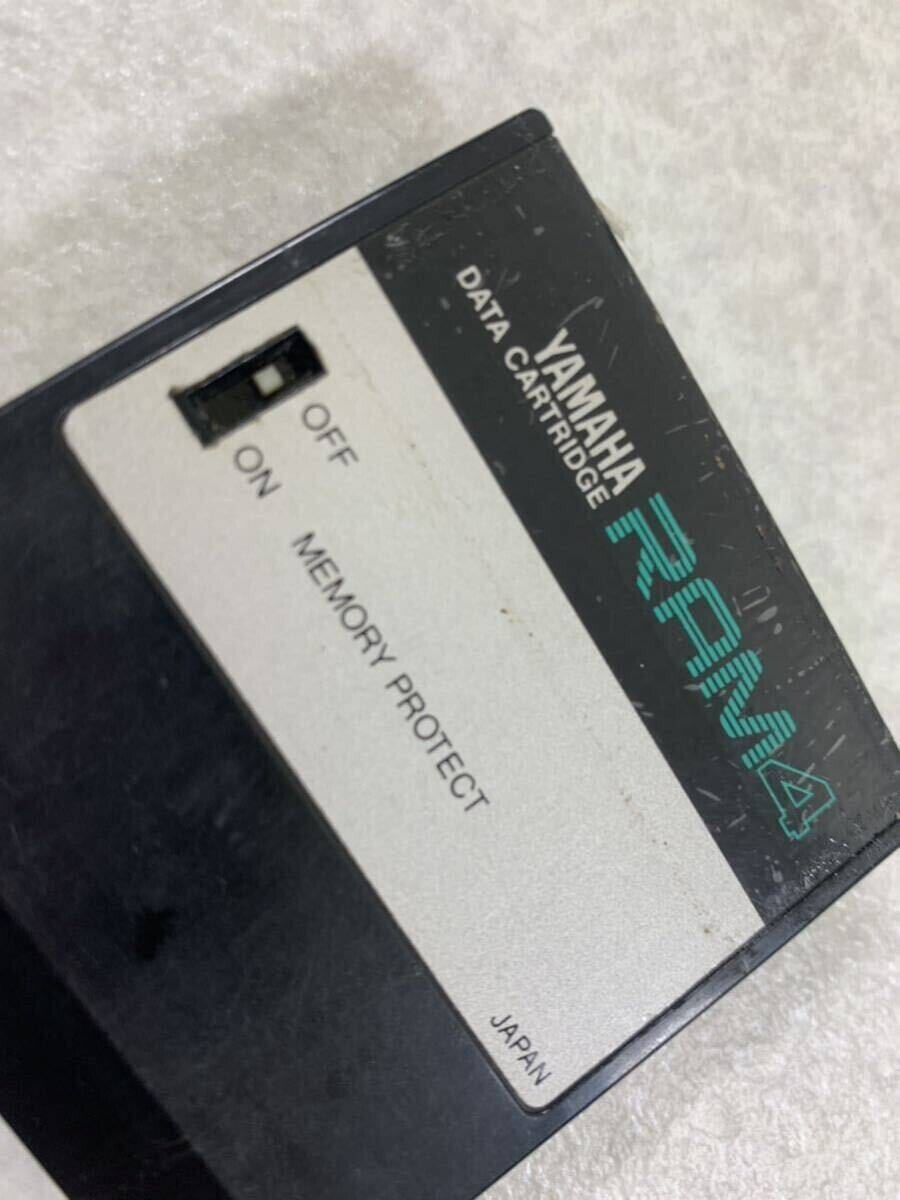 YAMAHA
DATA CARTRIDGE
RAM4
OFF
ON
MEMORY PROTECT
JAPAN